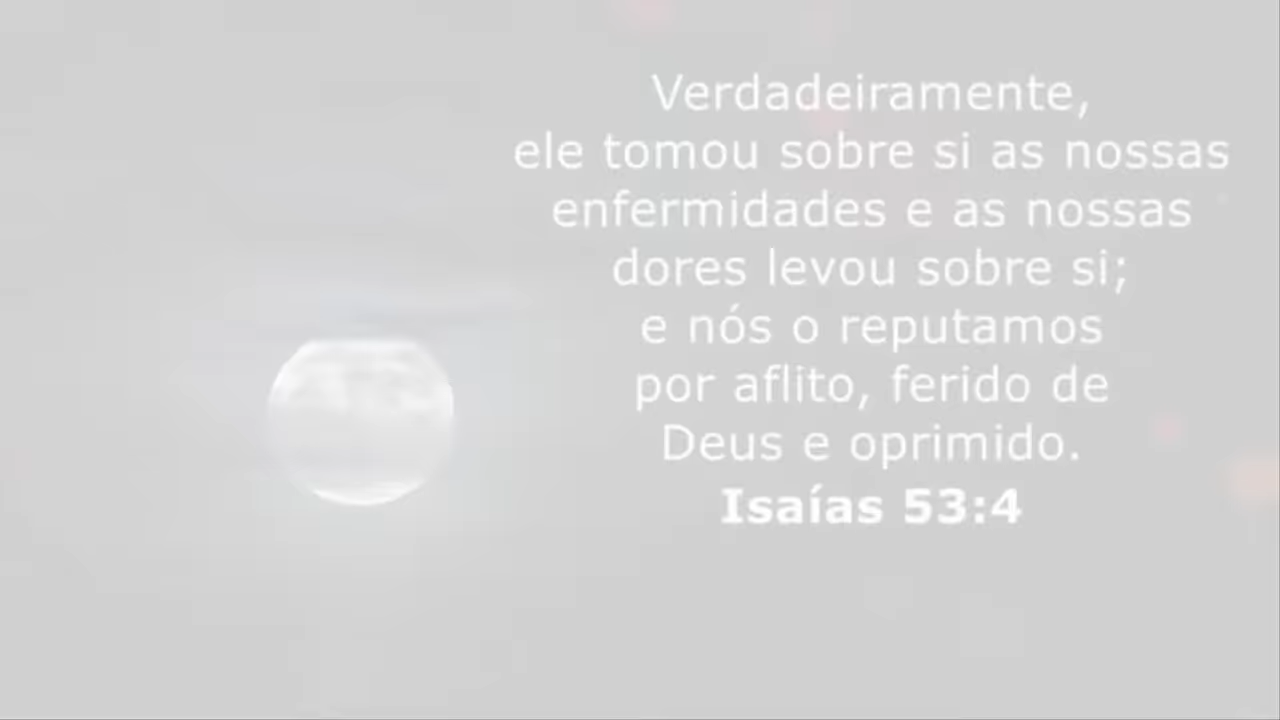 Verdadeiramente,
ele tomou sobre si as nossas
enfermidades e as nossas
dores levou sobre si;
e nós o reputamos
por aflito, ferido de
Deus e oprimido.
Isaías 53:4